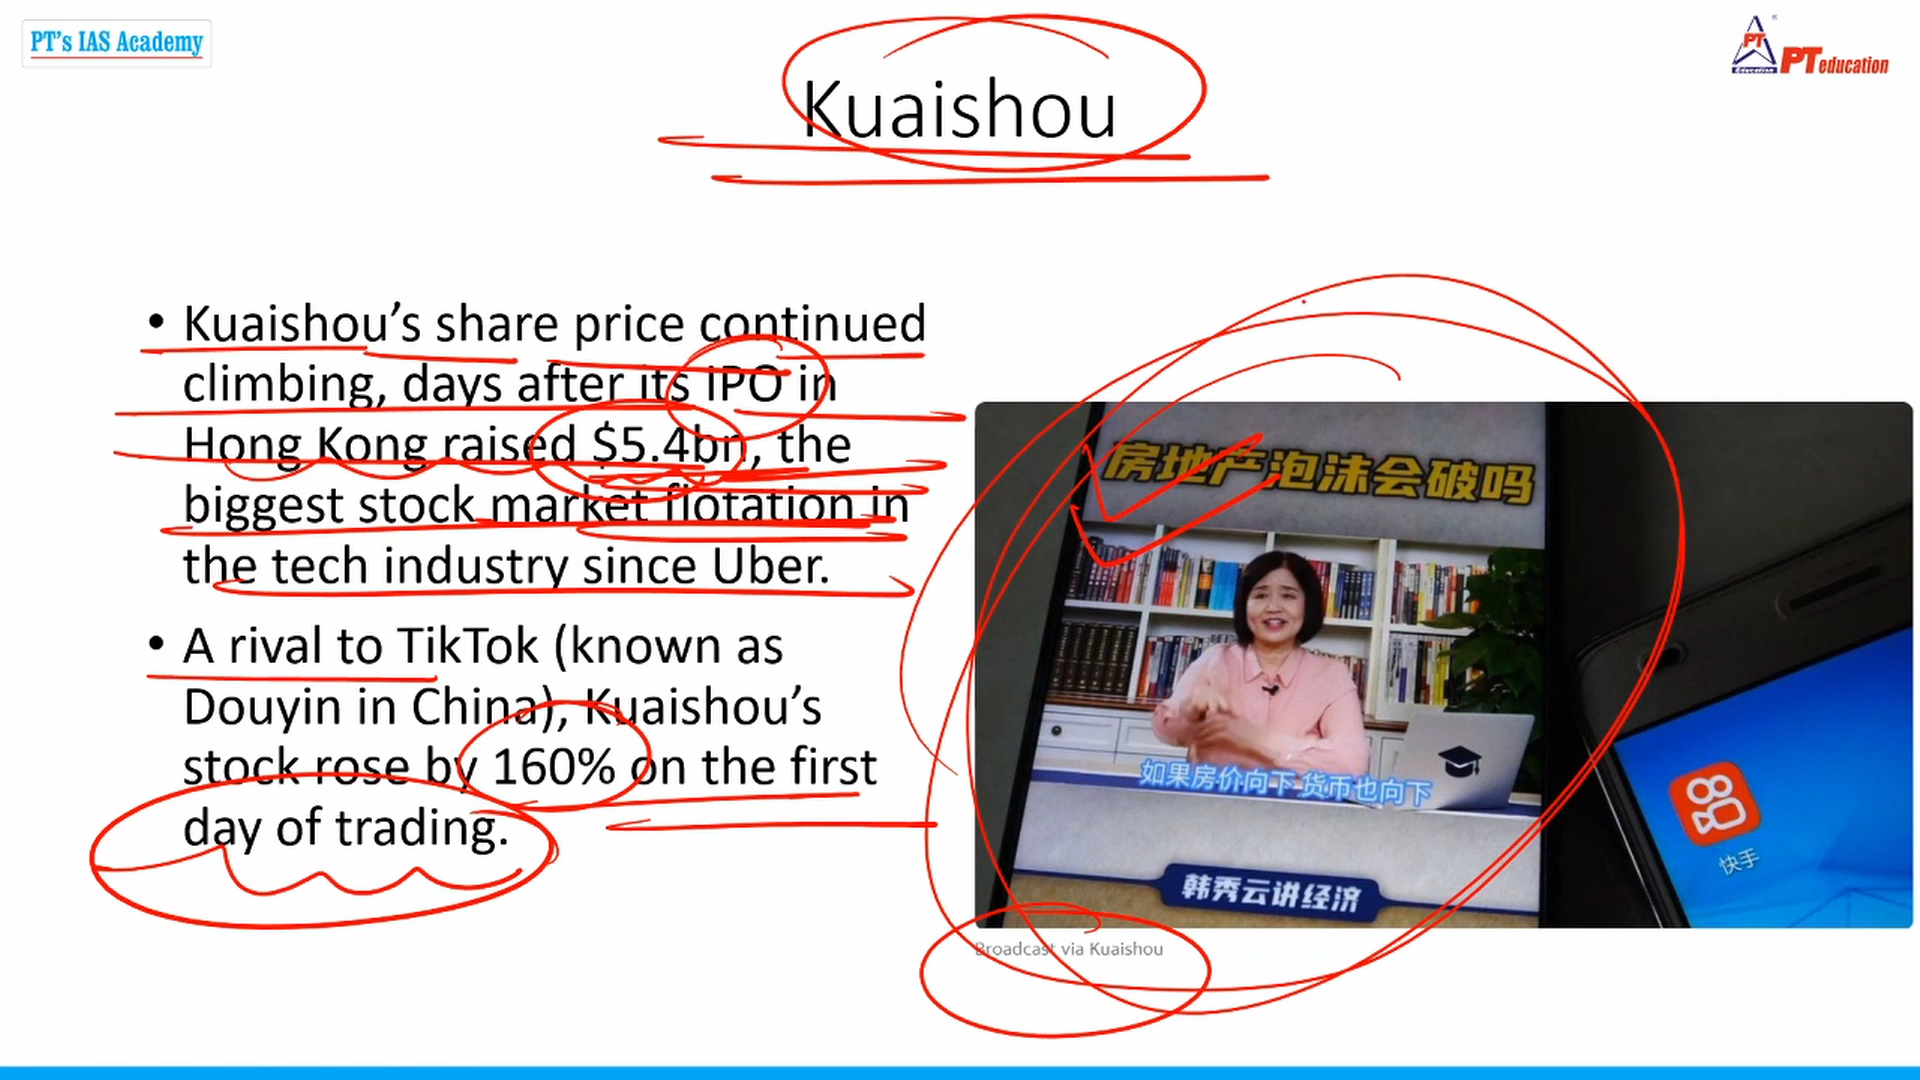 PT's IAS Academy
PT
Education
PT education
Kuaishou
• Kuaishou's share price continued
climbing, days after its IPO in
Hong Kong raised $5.4bn, the
biggest stock market flotation in
the tech industry since Uber.
• A rival to TikTok (known as
Douyin in China), Kuaishou's
stock rose by 160% on the first
day of trading.
房地产泡沫会破吗
如果房价向下 货币也向下
韩秀云讲经济
快手
Broadcast via Kuaishou